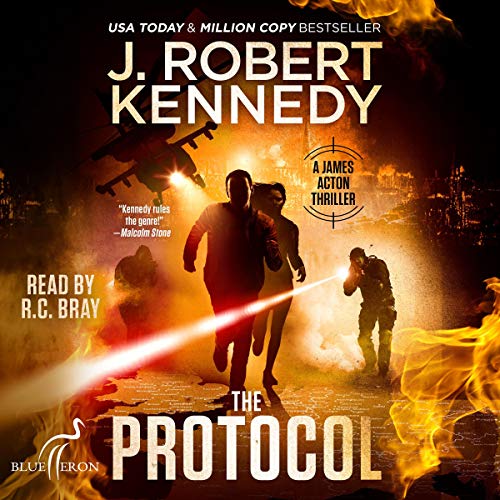 USA TODAY & MILLION COPY BESTSELLER
J. ROBERT
KENNEDY
A JAMES
ACTON
THRILLER
"Kennedy rules
the genre!"
—Malcolm Stone
READ BY
R.C. BRAY
THE
PROTOCOL
BLUE HERON